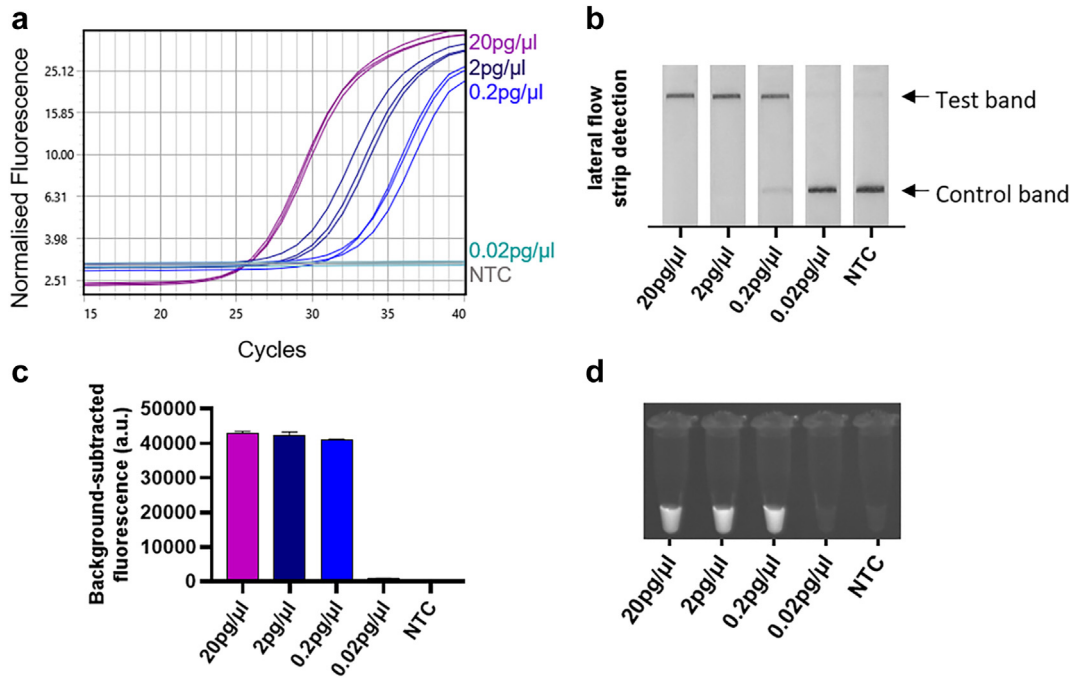 a
Normalised Fluorescence
25.12
15.85
10.00
6.31
3.98
2.51
15
20
25
30
35
40
Cycles
20pg/µl
2pg/µl
0.2pg/µl
0.02pg/µl
NTC
b
lateral flow
strip detection
Test band
Control band
20pg/µl
2pg/µl
0.2pg/µl
0.02pg/µl
NTC
c
Background-subtracted
fluorescence (a.u.)
50000
40000
30000
20000
10000
0
20pg/µl
2pg/µl
0.2pg/µl
0.02pg/µl
NTC
d
20pg/µl
2pg/µl
0.2pg/µl
0.02pg/µl
NTC